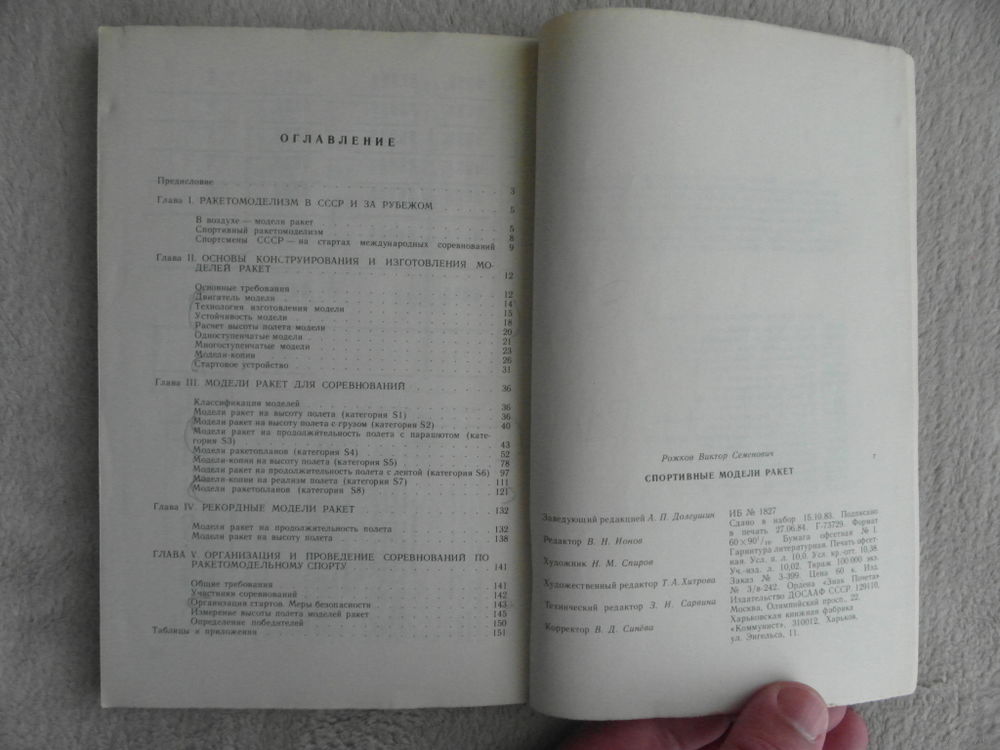 ОГЛАВЛЕНИЕ
Предисловие 3
Глава I. РАКЕТОМОДЕЛИЗМ В СССР И ЗА РУБЕЖОМ 5
В воздухе — модели ракет 5
Спортивный ракетомоделизм 8
Спортсмены СССР — на стартах международных соревнований 9
Глава II. ОСНОВЫ КОНСТРУИРОВАНИЯ И ИЗГОТОВЛЕНИЯ МО-
ДЕЛЕЙ РАКЕТ 12
Основные требования 12
Двигатель модели 14
Технология изготовления модели 15
Устойчивость модели 18
Расчет высоты полета модели 20
Одноступенчатые модели 21
Многоступенчатые модели 23
Модели-копии 26
Стартовое устройство 31
Глава III. МОДЕЛИ РАКЕТ ДЛЯ СОРЕВНОВАНИЙ 36
Классификация моделей 36
Модели ракет на высоту полета (категория S1) 36
Модели ракет на высоту полета с грузом (категория S2) 40
Модели ракет на продолжительность полета с парашютом (кате-
гория S3) 43
Модели ракетопланов (категория S4) 52
Модели-копии на высоту полета (категория S5) 78
Модели ракет на продолжительность полета с лентой (категория S6) 97
Модели-копии на реализм полета (категория S7) 111
Модели ракетопланов (категория S8) 121
Глава IV. РЕКОРДНЫЕ МОДЕЛИ РАКЕТ 132
Модели ракет на продолжительность полета 132
Модели ракет на высоту полета 138
ГЛАВА V. ОРГАНИЗАЦИЯ И ПРОВЕДЕНИЕ СОРЕВНОВАНИЙ ПО
РАКЕТОМОДЕЛЬНОМУ СПОРТУ 141
Общие требования 141
Участники соревнований 142
Организация стартов. Меры безопасности 143
Измерение высоты полета моделей ракет 145
Определение победителей 150
Таблицы и приложения 151
Рожков Виктор Семенович
СПОРТИВНЫЕ МОДЕЛИ РАКЕТ
Заведующий редакцией А. П. Долгушин
Редактор В. Н. Ионов
Художник Н. М. Спиров
Художественный редактор Т. А. Хитрова
Технический редактор З. И. Сарвина
Корректор В. Д. Синёва
ИБ № 1827
Сдано в набор 15.10.83. Подписано
в печать 27.06.84. Г-73729. Формат
60×90¹/₁₆. Бумага офсетная № 1.
Гарнитура литературная. Печать офсет-
ная. Усл. п. л. 10,0. Усл. кр.-отт. 10,38.
Уч.-изд. л. 10,02. Тираж 100 000 экз.
Заказ № 3-399. Цена 60 к. Изд.
№ 3/в-242. Ордена «Знак Почета»
Издательство ДОСААФ СССР 129110,
Москва, Олимпийский просп., 22.
Харьковская книжная фабрика
«Коммунист», 310012, Харьков,
ул. Энгельса, 11.